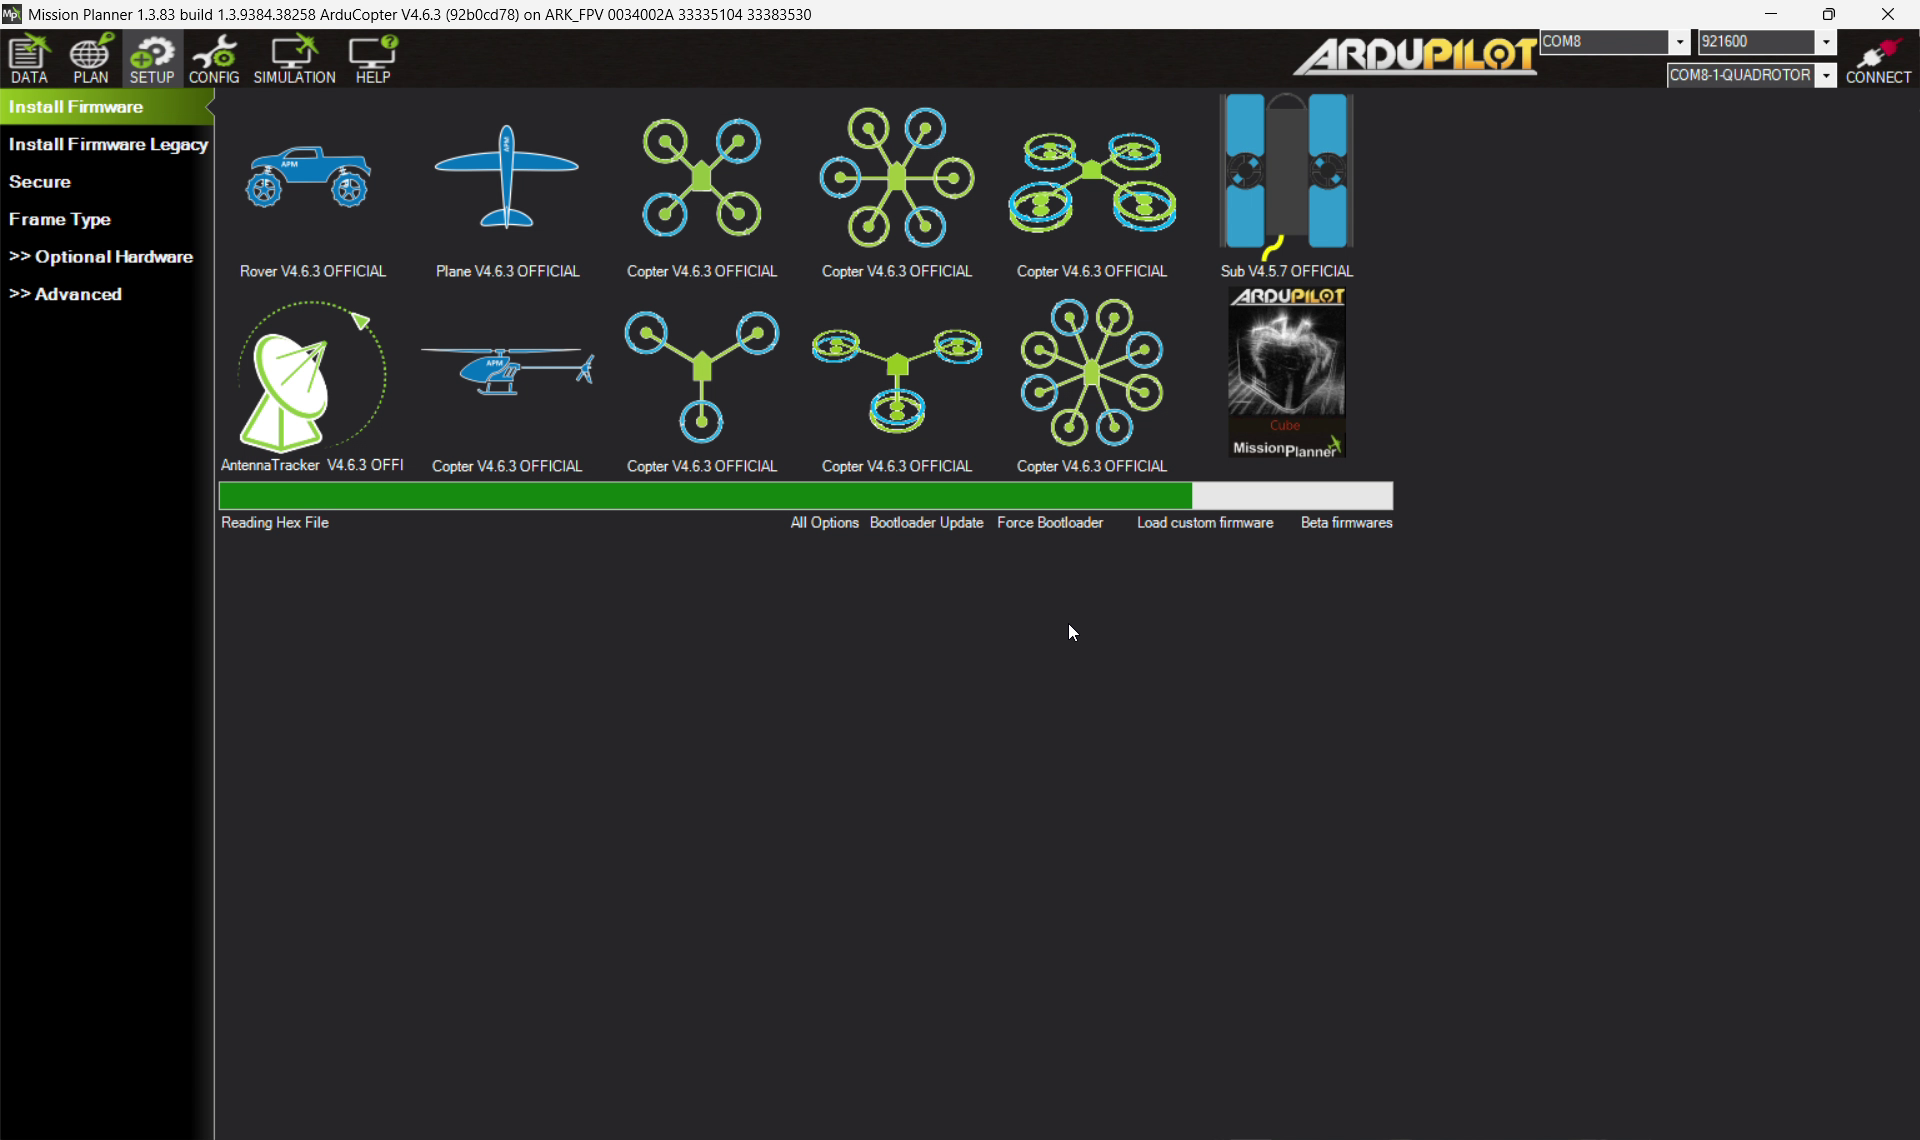 Mission Planner 1.3.83 build 1.3.9384.38258 ArduCopter V4.6.3 (92b0cd78) on ARK_FPV 0034002A 33335104 33383530
DATA
PLAN
SETUP
CONFIG
SIMULATION
HELP
ARDUPILOT
COM8
921600
COM8-1-QUADROTOR
CONNECT
Install Firmware
Install Firmware Legacy
Secure
Frame Type
>> Optional Hardware
>> Advanced
APM
APM
Rover V4.6.3 OFFICIAL
Plane V4.6.3 OFFICIAL
Copter V4.6.3 OFFICIAL
Copter V4.6.3 OFFICIAL
Copter V4.6.3 OFFICIAL
Sub V4.5.7 OFFICIAL
APM
ARDUPILOT
Cube
MissionPlanner
AntennaTracker V4.6.3 OFFI
Copter V4.6.3 OFFICIAL
Copter V4.6.3 OFFICIAL
Copter V4.6.3 OFFICIAL
Copter V4.6.3 OFFICIAL
Reading Hex File
All Options
Bootloader Update
Force Bootloader
Load custom firmware
Beta firmwares